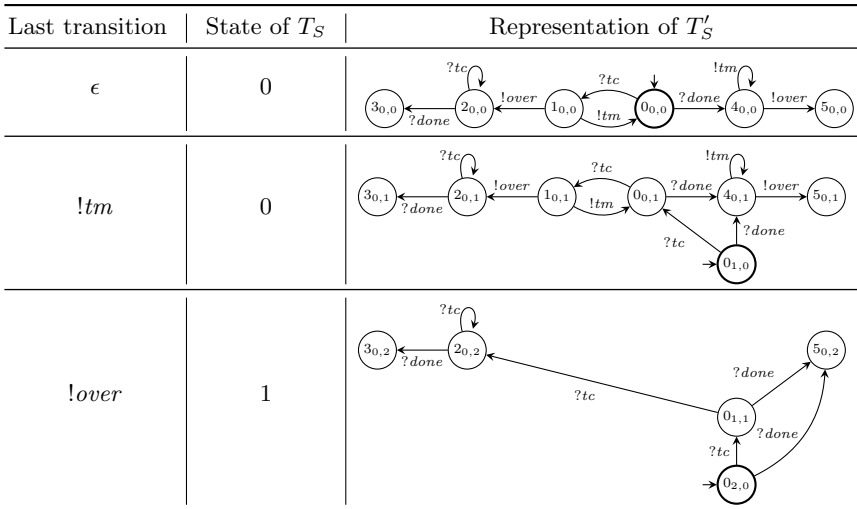 Last transition State of T_S Representation of T′_S
ϵ 0
?tc ?tc !tm
3_{0,0} ?done 2_{0,0} !over 1_{0,0} !tm 0_{0,0} ?done 4_{0,0} !over 5_{0,0}
!tm 0
?tc ?tc !tm
3_{0,1} ?done 2_{0,1} !over 1_{0,1} !tm 0_{0,1} ?done 4_{0,1} !over 5_{0,1}
?tc ?done
0_{1,0}
!over 1
?tc
3_{0,2} ?done 2_{0,2} 5_{0,2}
?tc ?done
0_{1,1}
?tc ?done
0_{2,0}